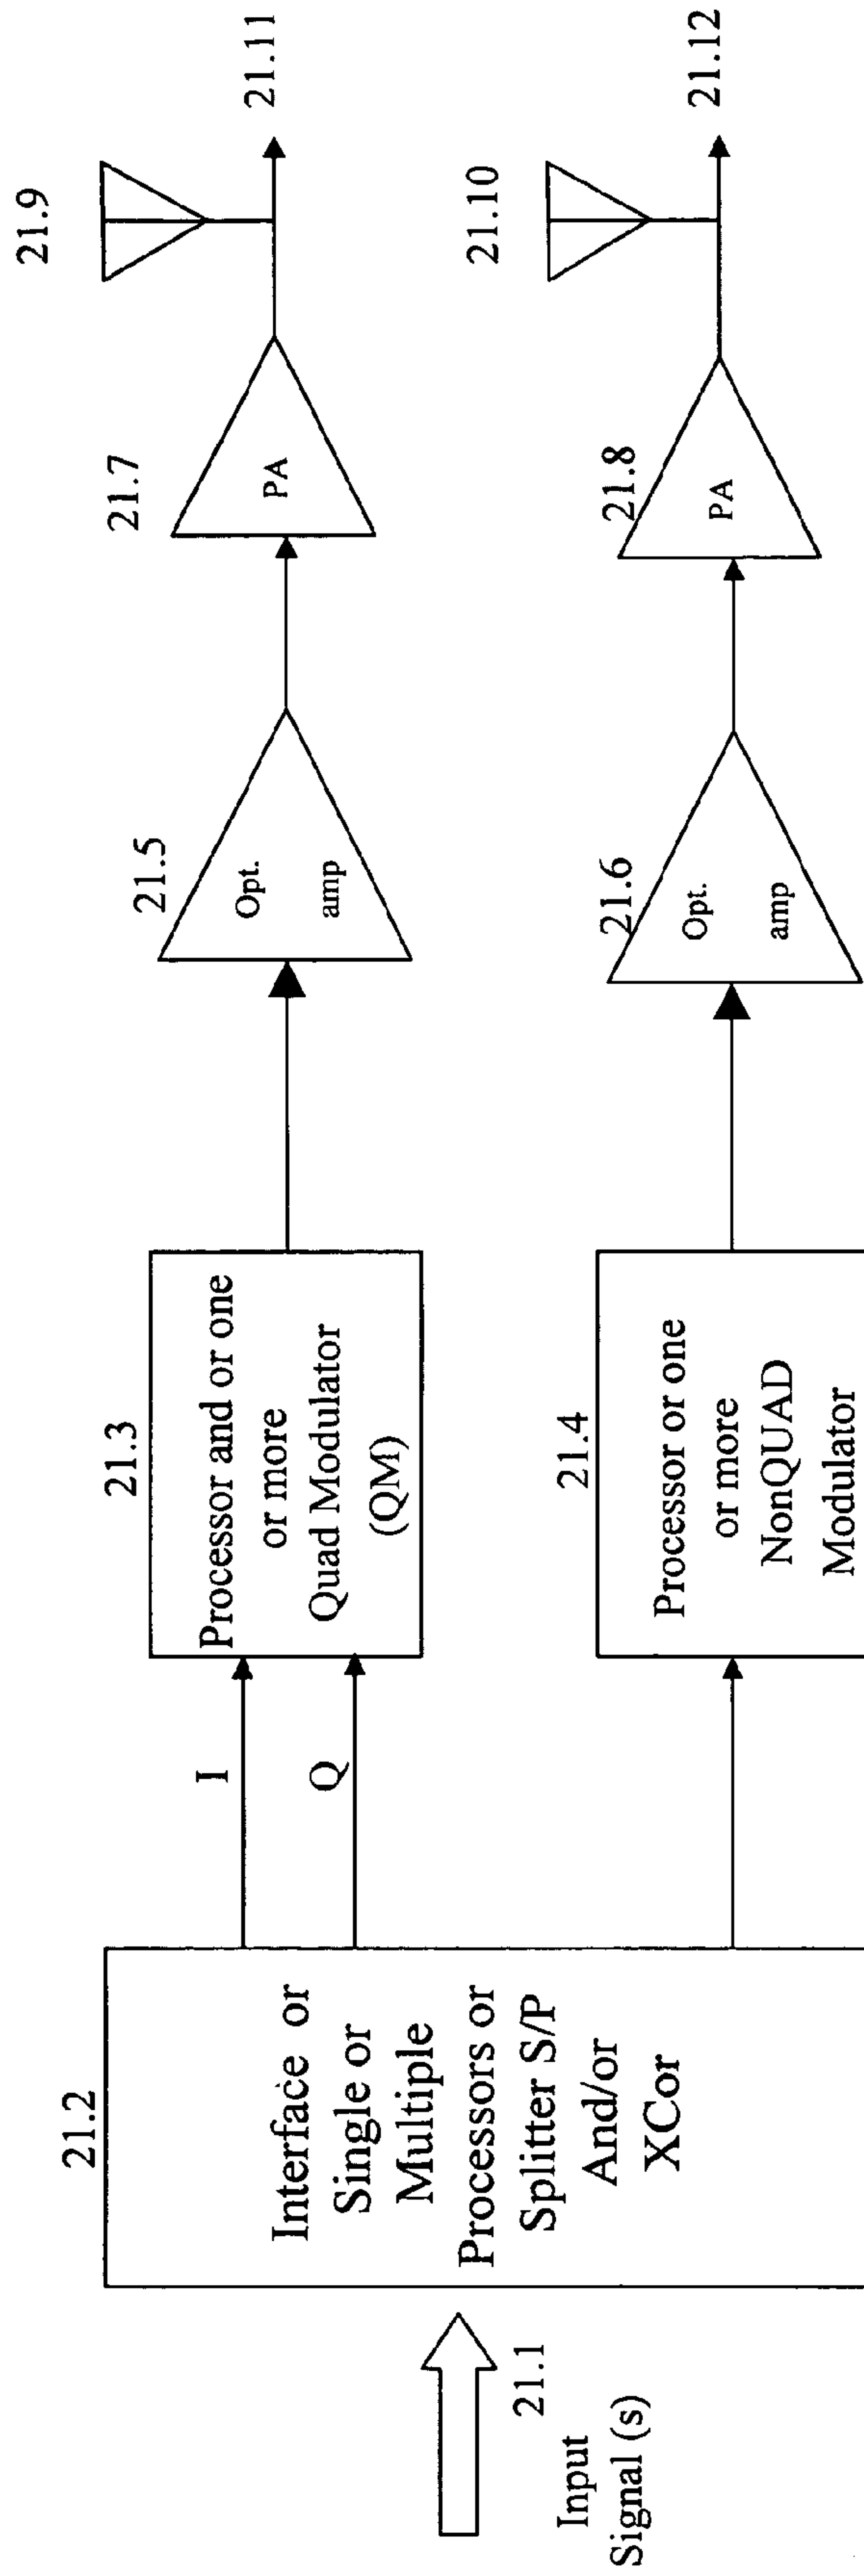 21.1
Input
Signal (s)
21.2
Interface or
Single or
Multiple
Processors or
Splitter S/P
And/or
XCor
I
Q
21.3
Processor and or one
or more
Quad Modulator
(QM)
21.5
Opt.
amp
21.7
PA
21.9
21.11
21.4
Processor or one
or more
NonQUAD
Modulator
21.6
Opt.
amp
21.8
PA
21.10
21.12